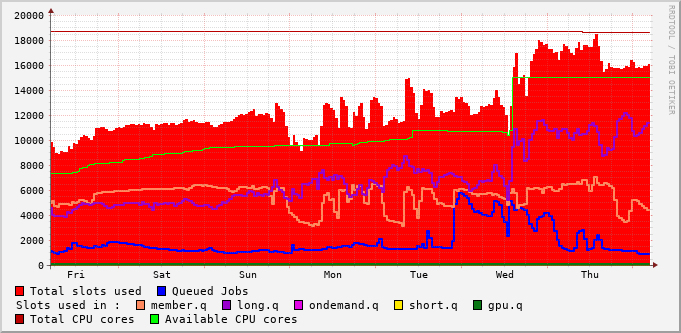 20000
18000
16000
14000
12000
10000
8000
6000
4000
2000
0
Fri Sat Sun Mon Tue Wed Thu
RRDTOOL / TOBI OETIKER
Total slots used Queued Jobs
Slots used in : member.q long.q ondemand.q short.q gpu.q
Total CPU cores Available CPU cores